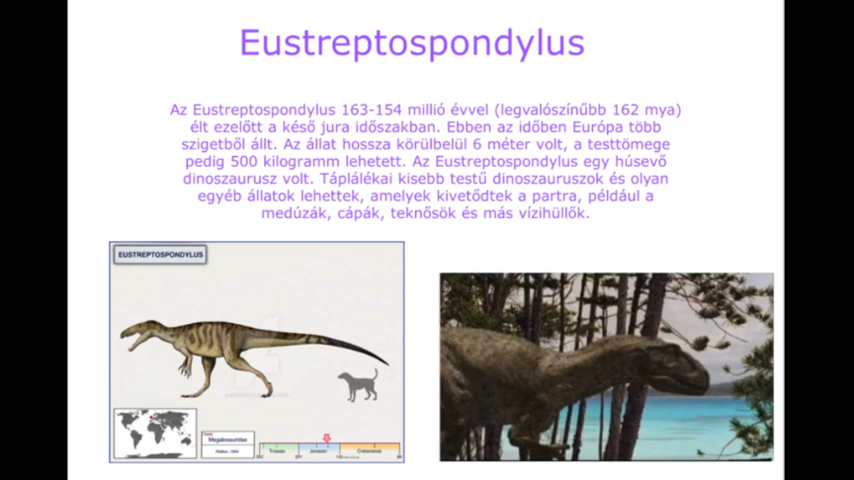 Eustreptospondylus
Az Eustreptospondylus 163-154 millió évvel (legvalószínűbb 162 mya)
élt ezelőtt a késő jura időszakban. Ebben az időben Európa több
szigetből állt. Az állat hossza körülbelül 6 méter volt, a testtömege
pedig 500 kilogramm lehetett. Az Eustreptospondylus egy húsevő
dinoszaurusz volt. Táplálékai kisebb testű dinoszauruszok és olyan
egyéb állatok lehettek, amelyek kivetődtek a partra, például a
medúzák, cápák, teknősök és más vízihüllők.
EUSTREPTOSPONDYLUS
Megalosauridae
Triassic
Jurassic
Cretaceous